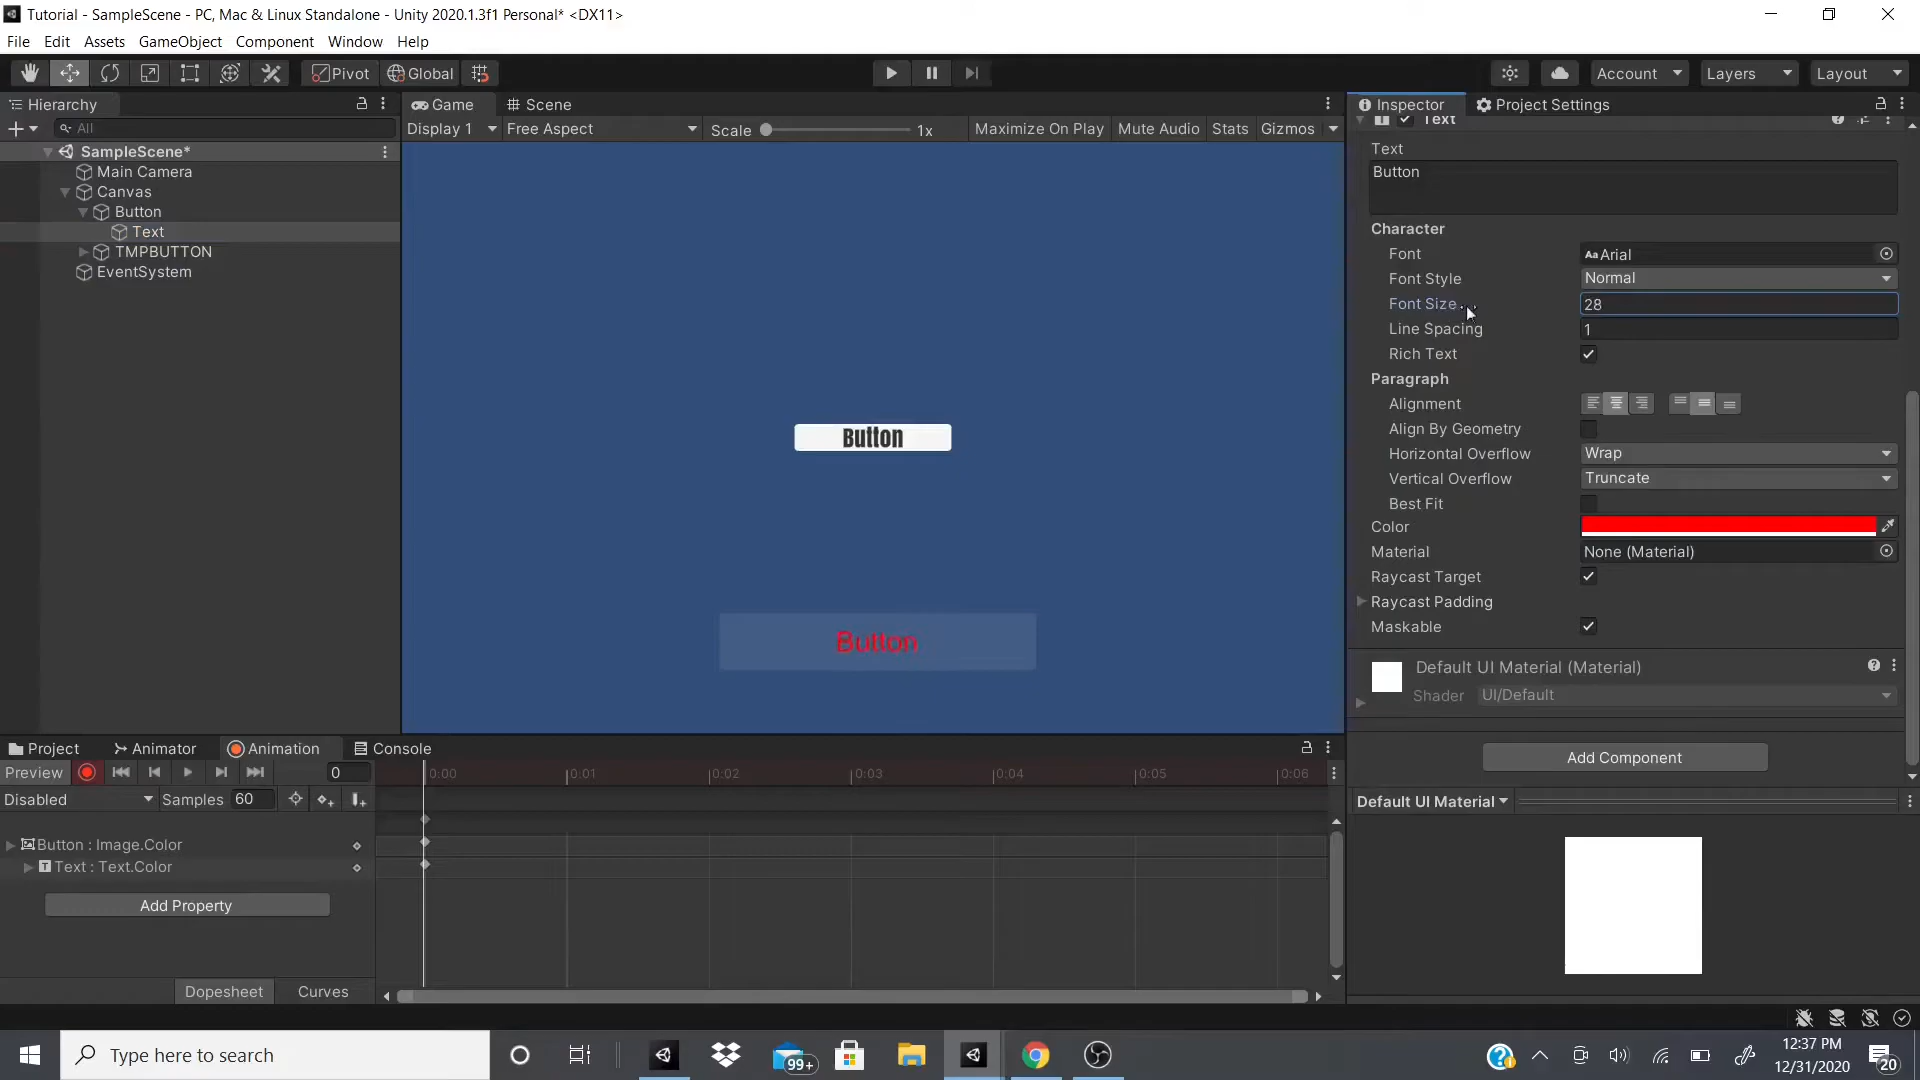 Tutorial - SampleScene - PC, Mac & Linux Standalone - Unity 2020.1.3f1 Personal* <DX11>
File Edit Assets GameObject Component Window Help
Pivot Global Account Layers Layout
Hierarchy
All
SampleScene*
Main Camera
Canvas
Button
Text
TMPBUTTON
EventSystem
Game Scene
Display 1 Free Aspect Scale 1x Maximize On Play Mute Audio Stats Gizmos
Button
Button
Inspector Project Settings
Text
Text
Button
Character
Font Arial
Font Style Normal
Font Size 28
Line Spacing 1
Rich Text
Paragraph
Alignment
Align By Geometry
Horizontal Overflow Wrap
Vertical Overflow Truncate
Best Fit
Color
Material None (Material)
Raycast Target
Raycast Padding
Maskable
Default UI Material (Material)
Shader UI/Default
Add Component
Default UI Material
Project Animator Animation Console
Preview 0 0:00 0:01 0:02 0:03 0:04 0:05 0:06
Disabled Samples 60
Button : Image.Color
Text : Text.Color
Add Property
Dopesheet Curves
Type here to search
99+
12:37 PM
12/31/2020
20